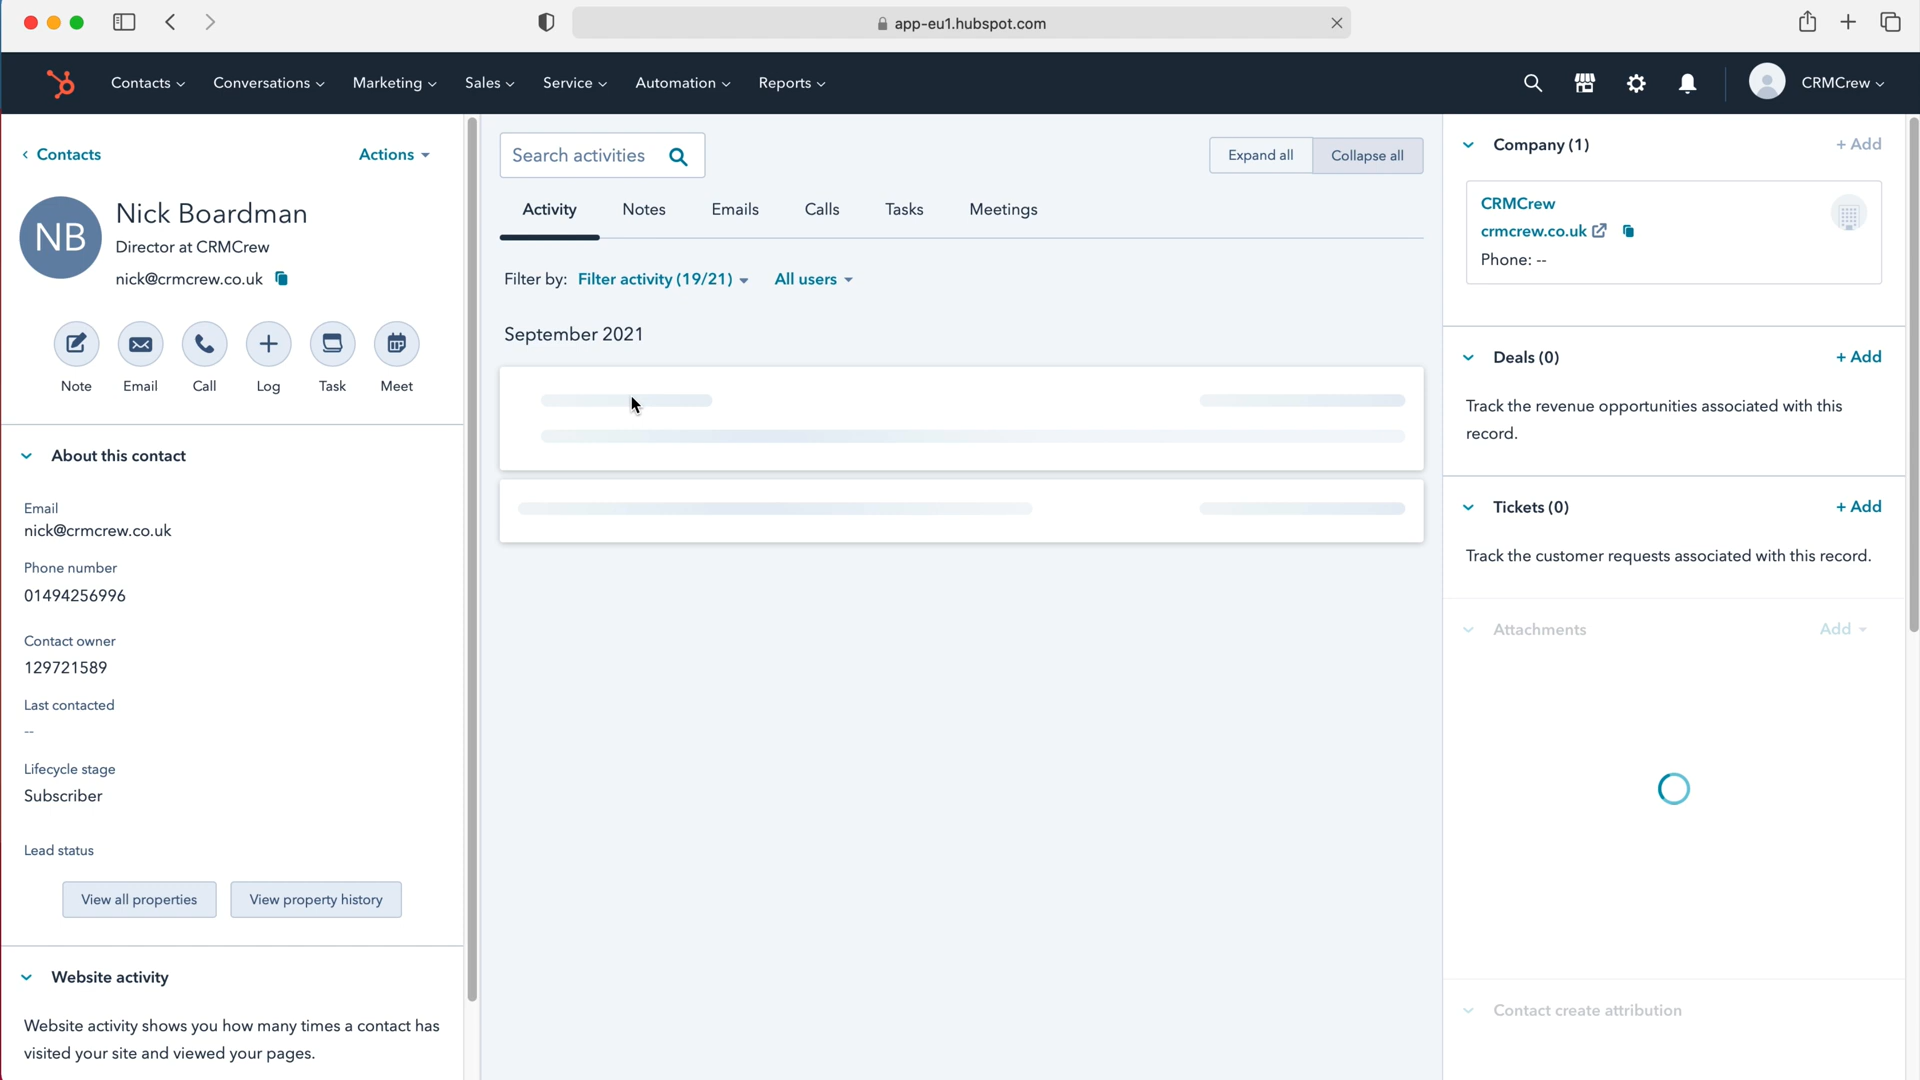 app-eu1.hubspot.com
Contacts Conversations Marketing Sales Service Automation Reports CRMCrew
Contacts Actions
NB
Nick Boardman
Director at CRMCrew
nick@crmcrew.co.uk
Note Email Call Log Task Meet
About this contact
Email
nick@crmcrew.co.uk
Phone number
01494256996
Contact owner
129721589
Last contacted
--
Lifecycle stage
Subscriber
Lead status
View all properties View property history
Website activity
Website activity shows you how many times a contact has
visited your site and viewed your pages.
Search activities Expand all Collapse all
Activity Notes Emails Calls Tasks Meetings
Filter by: Filter activity (19/21) All users
September 2021
Company (1) + Add
CRMCrew
crmcrew.co.uk
Phone: --
Deals (0) + Add
Track the revenue opportunities associated with this
record.
Tickets (0) + Add
Track the customer requests associated with this record.
Attachments Add
Contact create attribution